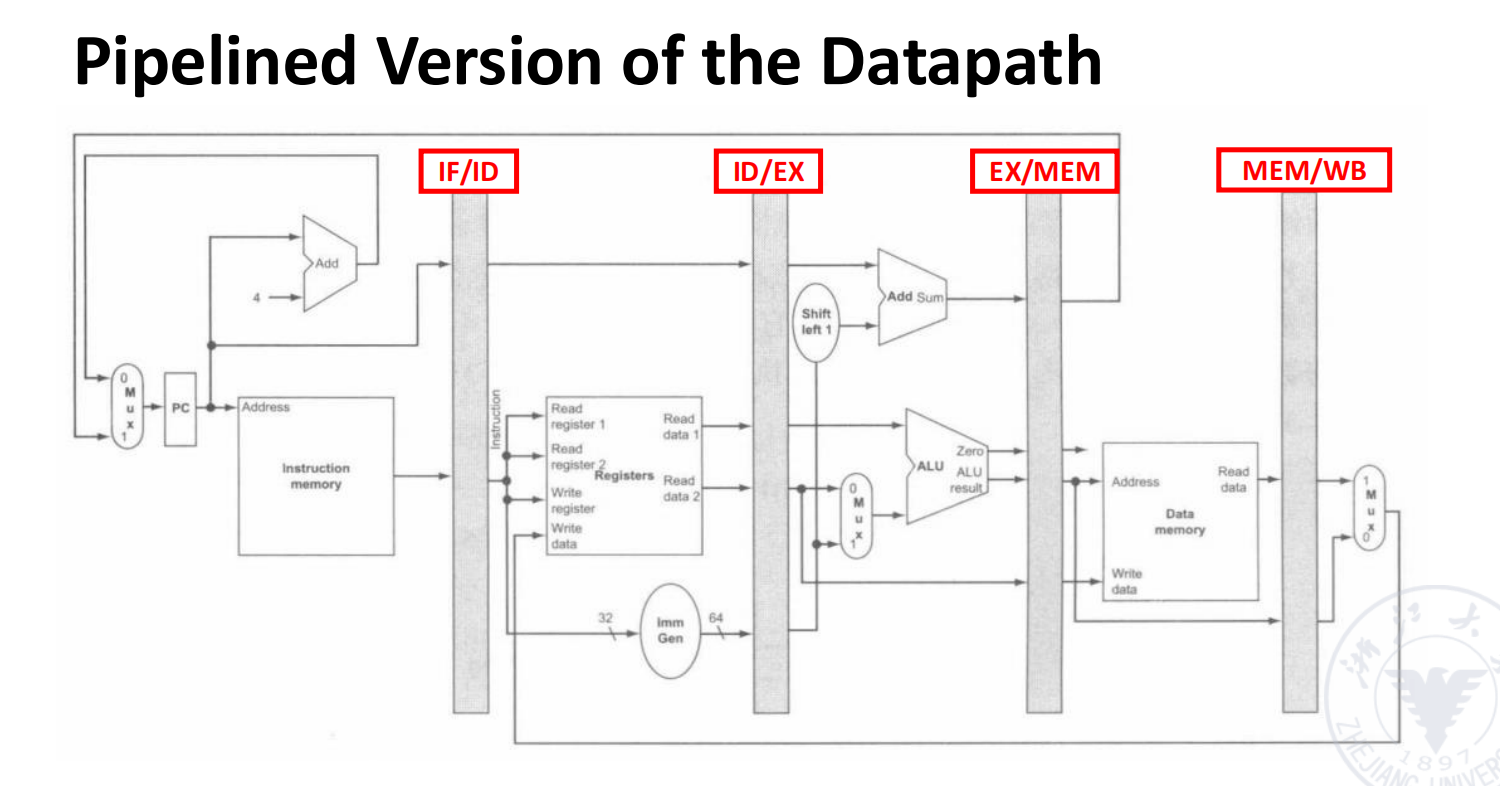 Pipelined Version of the Datapath
IF/ID
ID/EX
EX/MEM
MEM/WB
Add
4
Add Sum
Shift
left 1
0
M
u
x
1
PC
Address
Instruction
memory
Instruction
Read
register 1
Read
register 2
Registers
Write
register
Write
data
Read
data 1
Read
data 2
32
Imm
Gen
64
0
M
u
x
1
Zero
ALU
ALU
result
Address
Read
data
Data
memory
Write
data
1
M
u
x
0
浙江大
ZHEJIANG UNIVERS
1897